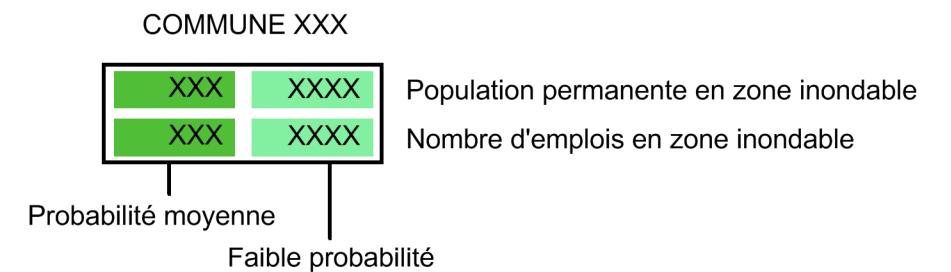 COMMUNE XXX
XXX XXXX Population permanente en zone inondable
XXX XXXX Nombre d'emplois en zone inondable
Probabilité moyenne
Faible probabilité